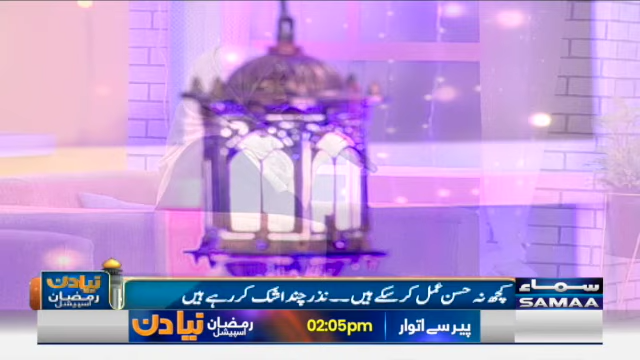 سماء
SAMAA
نیا دن
رمضان
اسپیشل
کچھ نہ حسن عمل کر سکے ہیں۔۔ نذر چند اشک کر رہے ہیں
پیر سے اتوار 02:05pm رمضان اسپیشل نیا دن